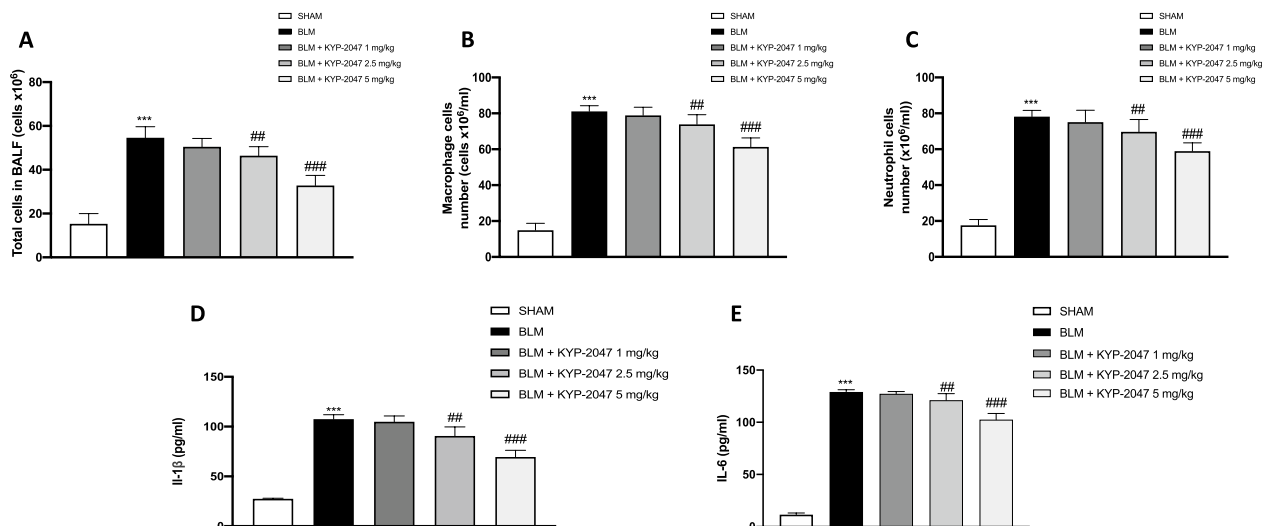 A
SHAM
BLM
BLM + KYP-2047 1 mg/kg
BLM + KYP-2047 2.5 mg/kg
BLM + KYP-2047 5 mg/kg
Total cells in BALF (cells x10⁶)
80
60
40
20
0
***
##
###
B
SHAM
BLM
BLM + KYP-2047 1 mg/kg
BLM + KYP-2047 2.5 mg/kg
BLM + KYP-2047 5 mg/kg
Macrophage cells
number (cells x10⁶/ml)
100
80
60
40
20
0
***
##
###
C
SHAM
BLM
BLM + KYP-2047 1 mg/kg
BLM + KYP-2047 2.5 mg/kg
BLM + KYP-2047 5 mg/kg
Neutrophil cells
number (x10⁶/ml))
100
80
60
40
20
0
***
##
###
D
SHAM
BLM
BLM + KYP-2047 1 mg/kg
BLM + KYP-2047 2.5 mg/kg
BLM + KYP-2047 5 mg/kg
Il-1β (pg/ml)
150
100
50
0
***
##
###
E
SHAM
BLM
BLM + KYP-2047 1 mg/kg
BLM + KYP-2047 2.5 mg/kg
BLM + KYP-2047 5 mg/kg
IL-6 (pg/ml)
150
100
50
0
***
##
###